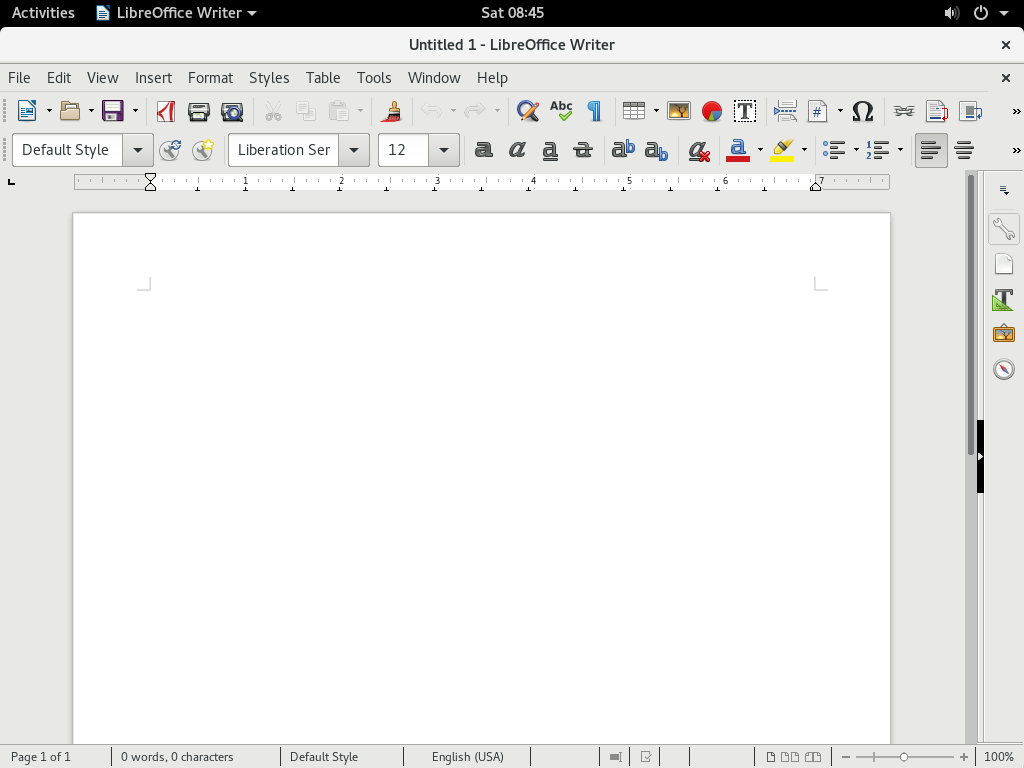 Activities LibreOffice Writer Sat 08:45
Untitled 1 - LibreOffice Writer
File Edit View Insert Format Styles Table Tools Window Help
Abc
Default Style Liberation Ser 12
1 2 3 4 5 6 7
Page 1 of 1 0 words, 0 characters Default Style English (USA) 100%